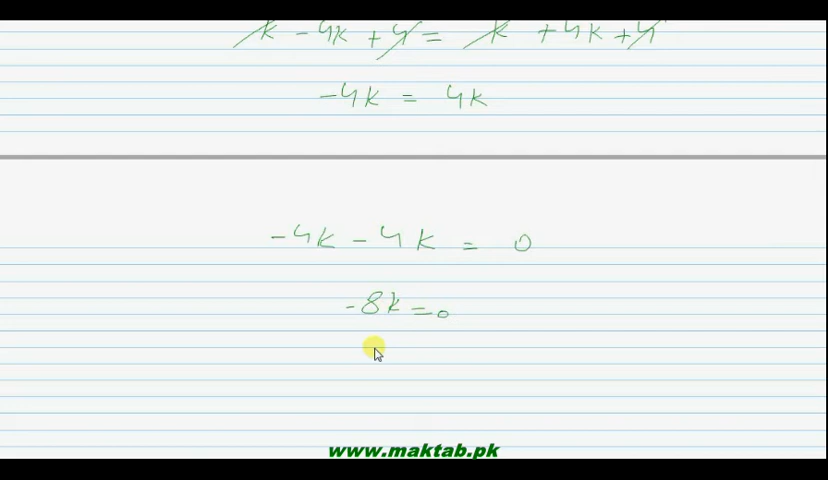 k - 4k + 4 = k + 4k + 4
-4k = 4k
-4k - 4k = 0
-8k = 0
www.maktab.pk